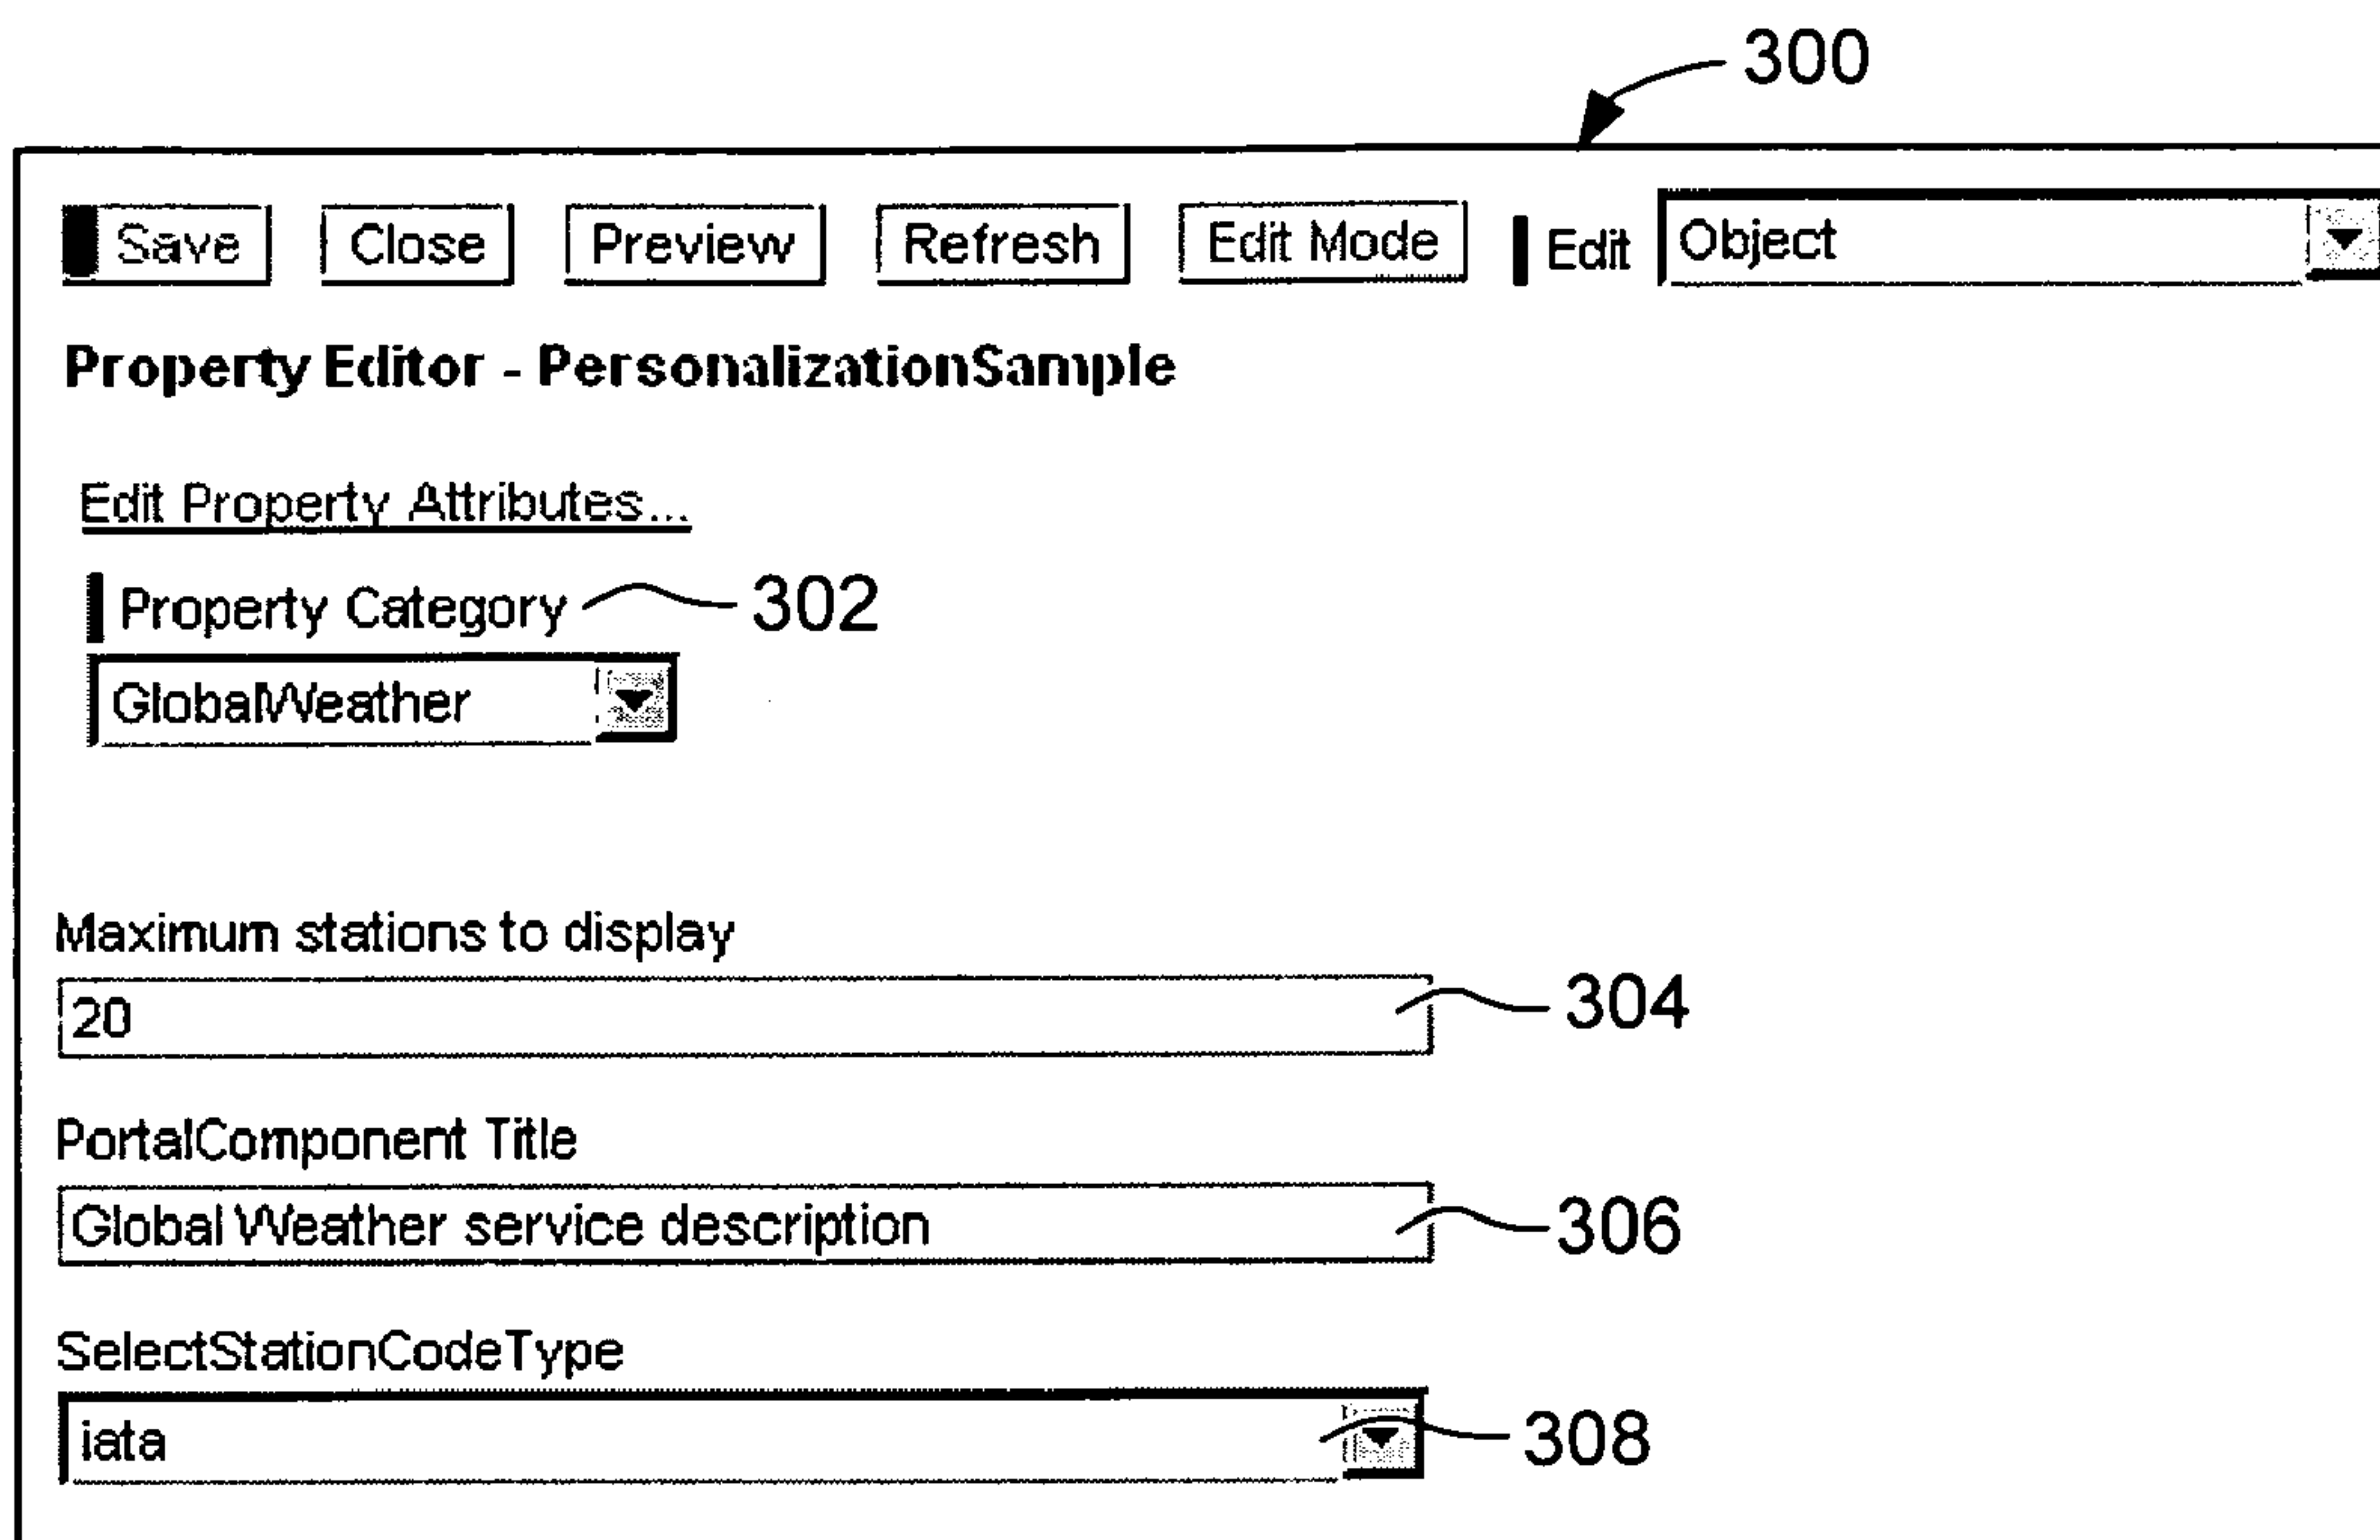 300
Save Close Preview Refresh Edit Mode Edit Object
Property Editor - PersonalizationSample
Edit Property Attributes...
Property Category 302
GlobalWeather
Maximum stations to display
20 304
PortalComponent Title
Global Weather service description 306
SelectStationCodeType
iata 308